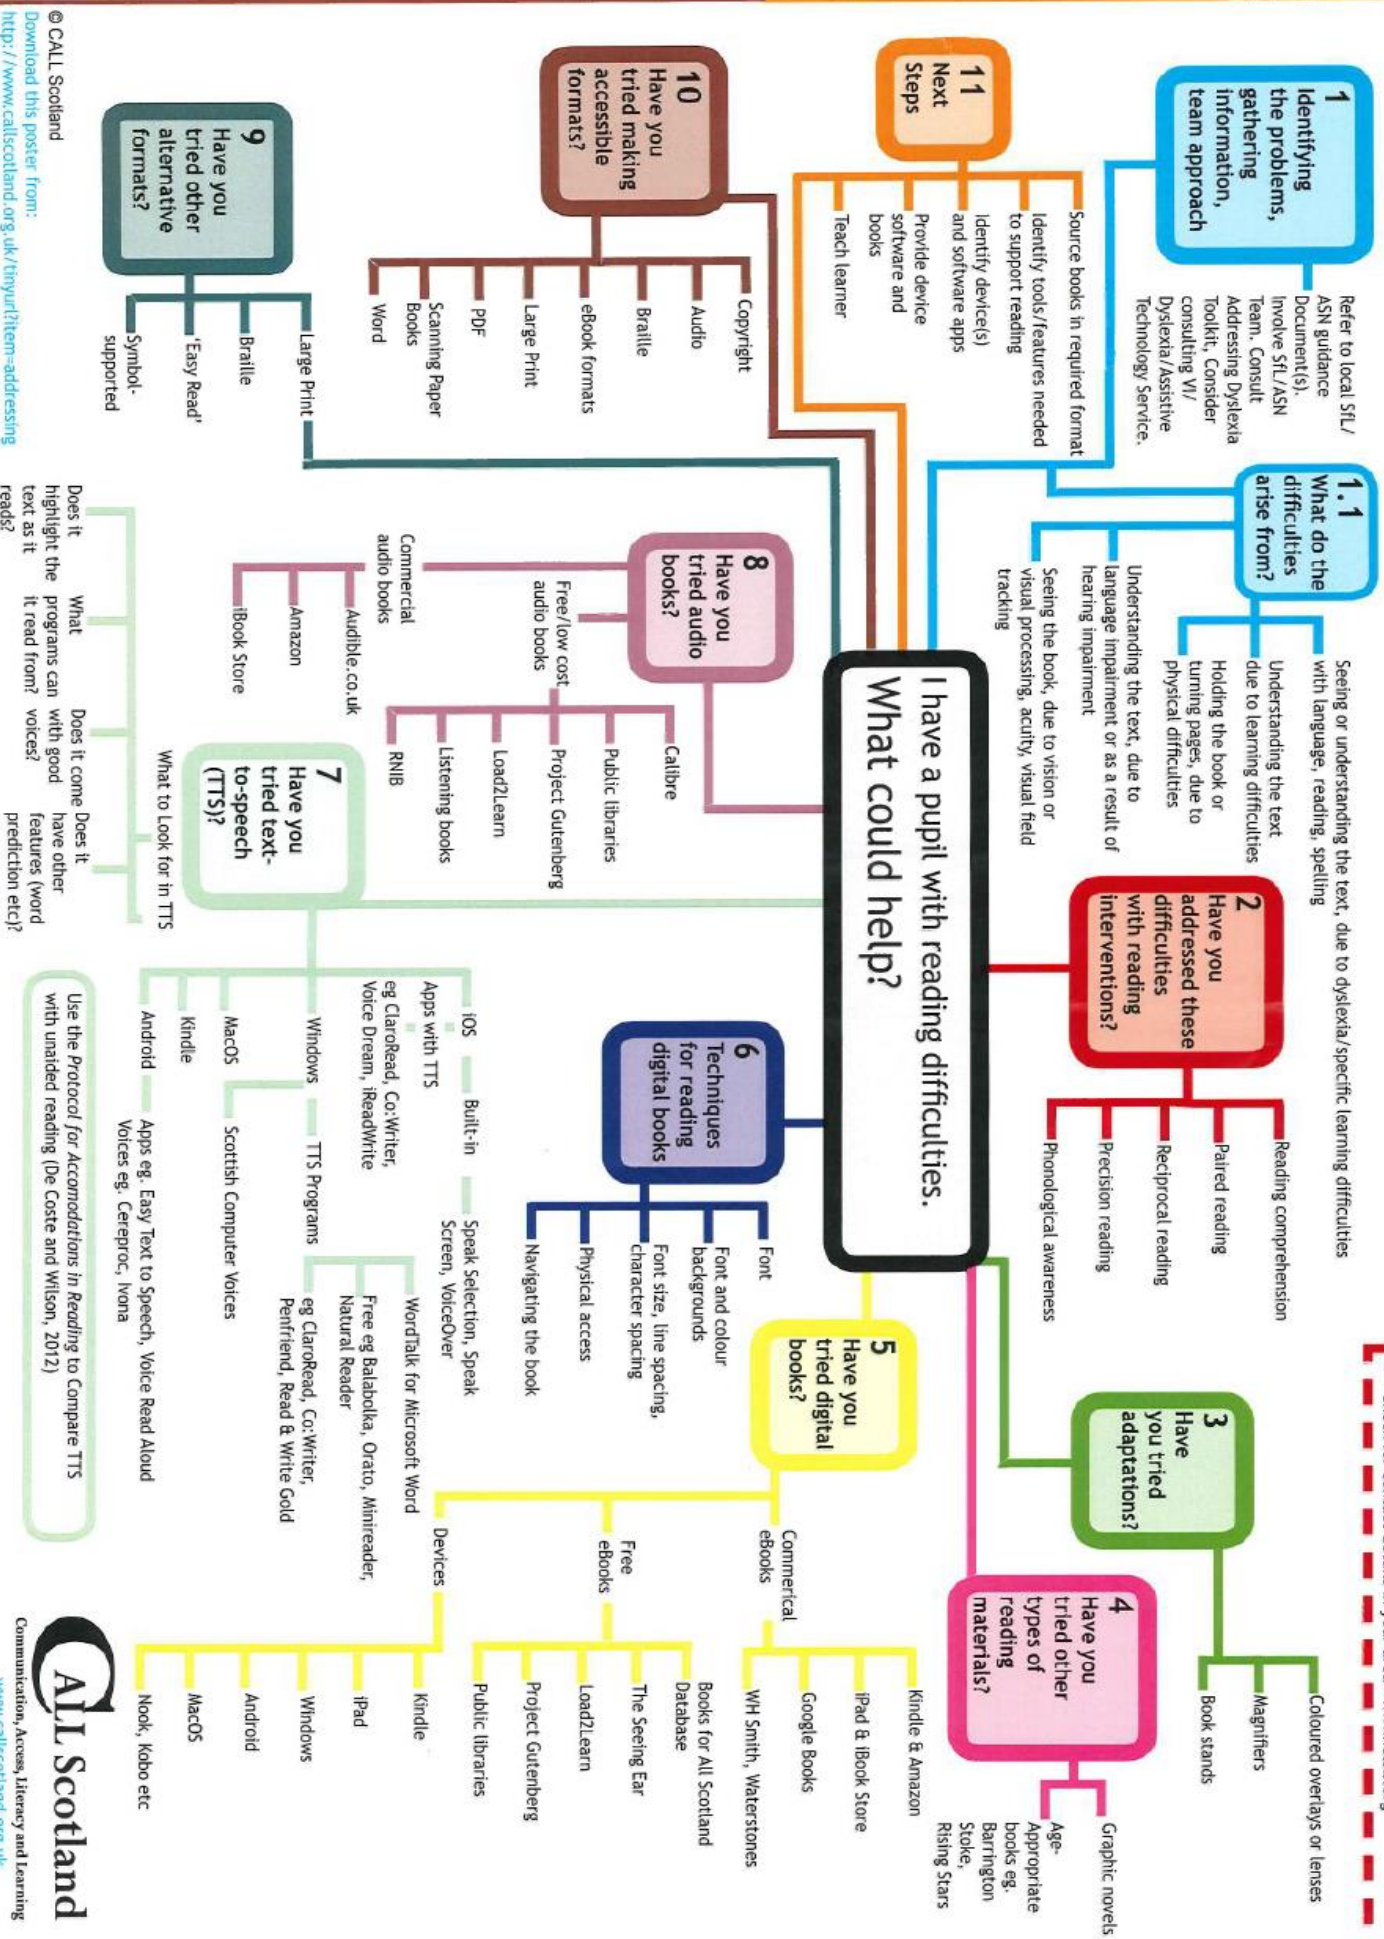 I have a pupil with reading difficulties.
What could help?
1
Identifying
the problems,
gathering
information,
team approach
Refer to local SfL/
ASN guidance
Document(s).
Involve SfL/ASN
Team. Consult
Addressing Dyslexia
Toolkit, Consider
consulting VI/
Dyslexia/Assistive
Technology Service.
1.1
What do the
difficulties
arise from?
Seeing or understanding the text, due to dyslexia/specific learning difficulties
with language, reading, spelling
Understanding the text
due to learning difficulties
Holding the book or
turning pages, due to
physical difficulties
Understanding the text, due to
language impairment or as a result of
hearing impairment
Seeing the book, due to vision or
visual processing, acuity, visual field
tracking
2
Have you
addressed these
difficulties
with reading
interventions?
Reading comprehension
Paired reading
Reciprocal reading
Precision reading
Phonological awareness
3
Have
you tried
adaptations?
Coloured overlays or lenses
Magnifiers
Book stands
4
Have you
tried other
types of
reading
materials?
Graphic novels
Age-
Appropriate
books eg.
Barrington
Stoke,
Rising Stars
5
Have you
tried digital
books?
Commerical
eBooks
Kindle & Amazon
iPad & iBook Store
Google Books
WH Smith, Waterstones
Free
eBooks
Books for All Scotland
Database
The Seeing Ear
Load2Learn
Project Gutenberg
Public libraries
Devices
Kindle
iPad
Windows
Android
MacOS
Nook, Kobo etc
6
Techniques
for reading
digital books
Font
Font and colour
backgrounds
Font size, line spacing,
character spacing
Physical access
Navigating the book
7
Have you
tried text-
to-speech
(TTS)?
iOS
Built-in
Speak Selection, Speak
Screen, VoiceOver
Apps with TTS
eg ClaroRead, Co:Writer,
Voice Dream, iReadWrite
Windows
TTS Programs
WordTalk for Microsoft Word
Free eg Balabolka, Orato, Minireader,
Natural Reader
eg ClaroRead, Co:Writer,
Penfriend, Read & Write Gold
MacOS
Scottish Computer Voices
Kindle
Android
Apps eg. Easy Text to Speech, Voice Read Aloud
Voices eg. Cereproc, Ivona
What to Look for in TTS
Does it
highlight the
text as it
reads?
What
programs can
it read from?
Does it come
with good
voices?
Does it
have other
features (word
prediction etc)?
Use the Protocol for Accomodations in Reading to Compare TTS
with unaided reading (De Coste and Wilson, 2012)
8
Have you
tried audio
books?
Free/low cost
audio books
Calibre
Public libraries
Project Gutenberg
Load2Learn
Listening books
RNIB
Commercial
audio books
Audible.co.uk
Amazon
iBook Store
9
Have you
tried other
alternative
formats?
Large Print
Braille
'Easy Read'
Symbol-
supported
10
Have you
tried making
accessible
formats?
Copyright
Audio
Braille
eBook formats
Large Print
PDF
Scanning Paper
Books
Word
11
Next
Steps
Source books in required format
Identify tools/features needed
to support reading
Identify device(s)
and software apps
Provide device
software and
books
Teach learner
© CALL Scotland
Download this poster from:
http://www.callscotland.org.uk/tinyurl?item=addressing
CALL Scotland
Communication, Access, Literacy and Learning